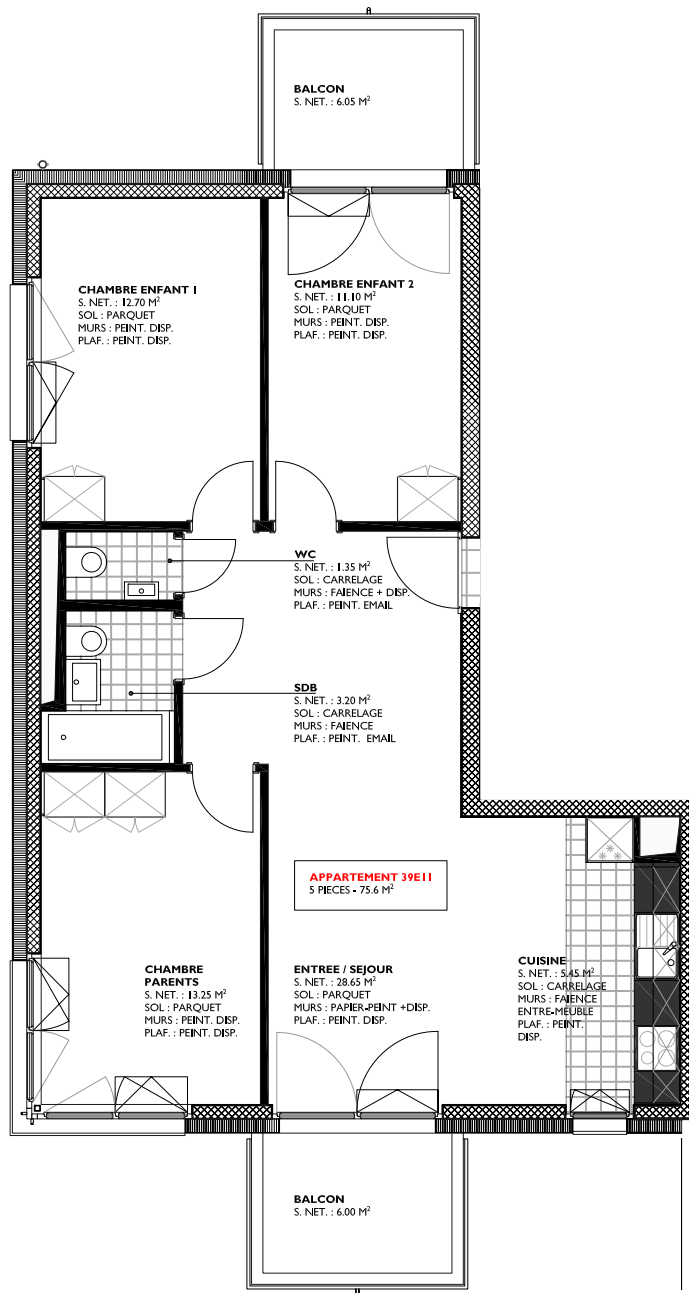 BALCON
S. NET. : 6.05 M²
CHAMBRE ENFANT 1
S. NET. : 12.70 M²
SOL : PARQUET
MURS : PEINT. DISP.
PLAF. : PEINT. DISP.
CHAMBRE ENFANT 2
S. NET. : 11.10 M²
SOL : PARQUET
MURS : PEINT. DISP.
PLAF. : PEINT. DISP.
WC
S. NET. : 1.35 M²
SOL : CARRELAGE
MURS : FAIENCE + DISP.
PLAF. : PEINT. EMAIL
SDB
S. NET. : 3.20 M²
SOL : CARRELAGE
MURS : FAIENCE
PLAF. : PEINT. EMAIL
APPARTEMENT 39E11
5 PIECES - 75.6 M²
CHAMBRE
PARENTS
S. NET. : 13.25 M²
SOL : PARQUET
MURS : PEINT. DISP.
PLAF. : PEINT. DISP.
ENTREE / SEJOUR
S. NET. : 28.65 M²
SOL : PARQUET
MURS : PAPIER-PEINT +DISP.
PLAF. : PEINT. DISP.
CUISINE
S. NET. : 5.45 M²
SOL : CARRELAGE
MURS : FAIENCE
ENTRE-MEUBLE
PLAF. : PEINT.
DISP.
BALCON
S. NET. : 6.00 M²